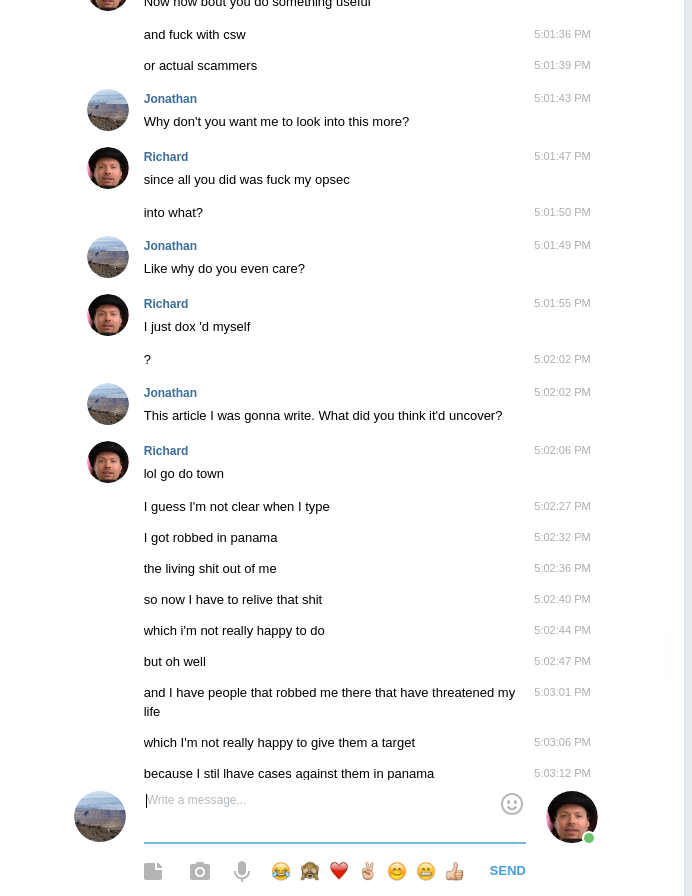 Now how bout you do something useful
and fuck with csw 5:01:36 PM
or actual scammers 5:01:39 PM
Jonathan 5:01:43 PM
Why don't you want me to look into this more?
Richard 5:01:47 PM
since all you did was fuck my opsec
into what? 5:01:50 PM
Jonathan 5:01:49 PM
Like why do you even care?
Richard 5:01:55 PM
I just dox 'd myself
? 5:02:02 PM
Jonathan 5:02:02 PM
This article I was gonna write. What did you think it'd uncover?
Richard 5:02:06 PM
lol go do town
I guess I'm not clear when I type 5:02:27 PM
I got robbed in panama 5:02:32 PM
the living shit out of me 5:02:36 PM
so now I have to relive that shit 5:02:40 PM
which i'm not really happy to do 5:02:44 PM
but oh well 5:02:47 PM
and I have people that robbed me there that have threatened my 5:03:01 PM
life
which I'm not really happy to give them a target 5:03:06 PM
because I stil lhave cases against them in panama 5:03:12 PM
Write a message...
SEND